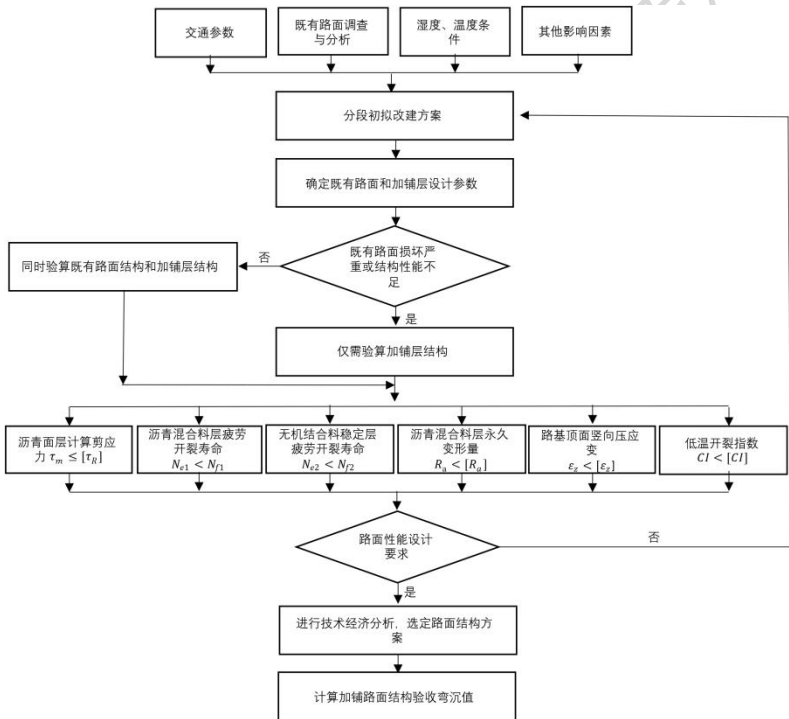 交通参数
既有路面调查
与分析
湿度、温度条
件
其他影响因素
分段初拟改建方案
确定既有路面和加铺层设计参数
既有路面损坏严
重或结构性能不
足
否
同时验算既有路面结构和加铺层结构
是
仅需验算加铺层结构
沥青面层计算剪应
力 τm ≤ [τR]
沥青混合料层疲劳
开裂寿命
Ne1 < Nf1
无机结合料稳定层
疲劳开裂寿命
Ne2 < Nf2
沥青混合料层永久
变形量
Ra < [Ra]
路基顶面竖向压应
变
εz < [εz]
低温开裂指数
CI < [CI]
路面性能设计
要求
否
是
进行技术经济分析，选定路面结构方
案
计算加铺路面结构验收弯沉值